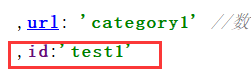 ,url: 'category1' //数
,id:'test1'